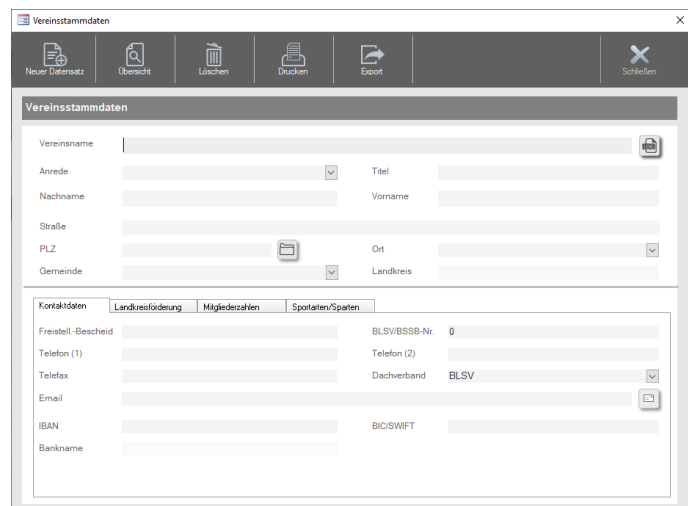 Vereinsstammdaten
Neuer Datensatz Übersicht Löschen Drucken Export Schließen
Vereinsstammdaten
Vereinsname
Anrede Titel
Nachname Vorname
Straße
PLZ Ort
Gemeinde Landkreis
Kontaktdaten Landkreisförderung Mitgliederzahlen Sportarten/Sparten
Freistell.-Bescheid BLSV/BSSB-Nr. 0
Telefon (1) Telefon (2)
Telefax Dachverband BLSV
Email
IBAN BIC/SWIFT
Bankname